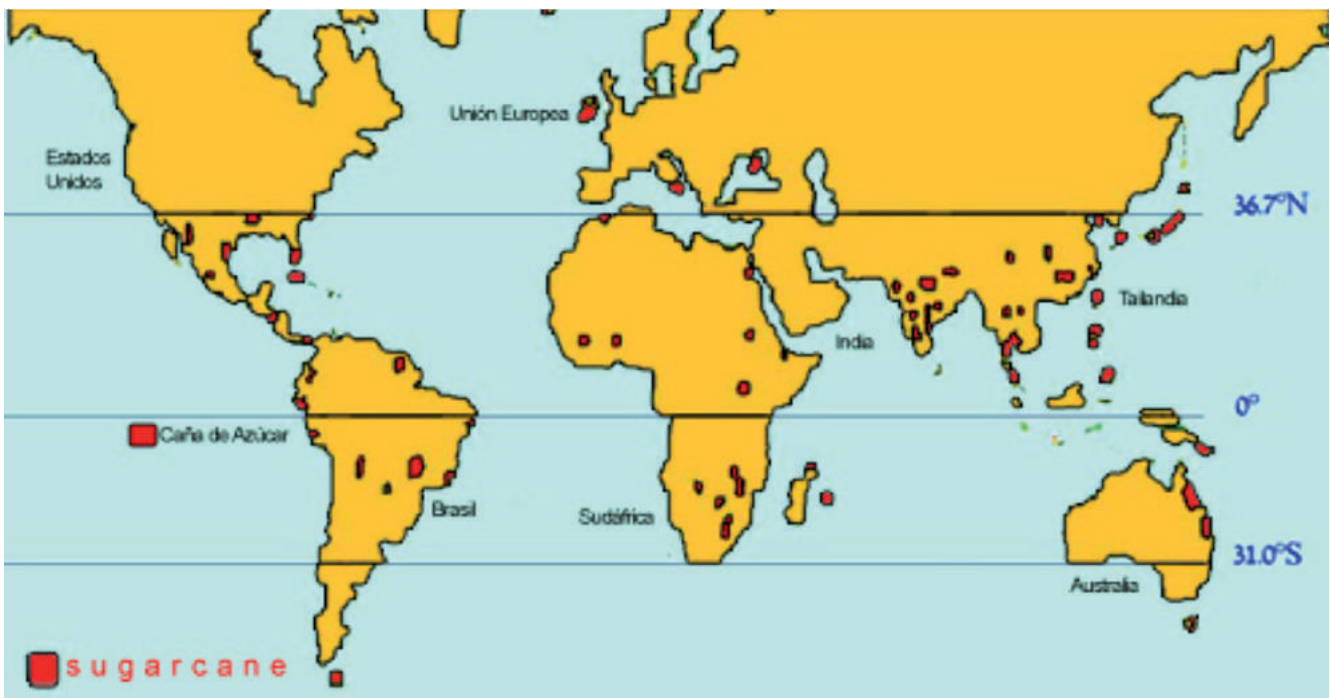 Unión Europea
Estados
Unidos
36.7°N
Tailandia
India
0°
Caña de Azúcar
Brasil
Sudáfrica
31.0°S
Australia
sugarcane